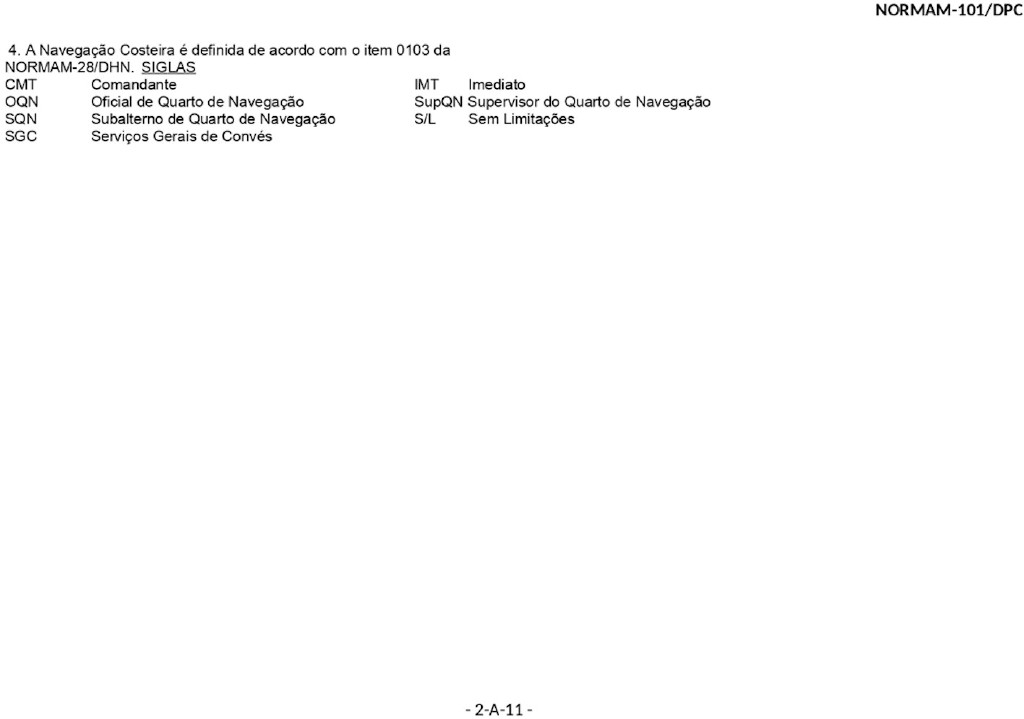 NORMAM-101/DPC
4. A Navegação Costeira é definida de acordo com o item 0103 da
NORMAM-28/DHN. SIGLAS
CMT Comandante IMT Imediato
OQN Oficial de Quarto de Navegação SupQN Supervisor do Quarto de Navegação
SQN Subalterno de Quarto de Navegação S/L Sem Limitações
SGC Serviços Gerais de Convés
- 2-A-11 -